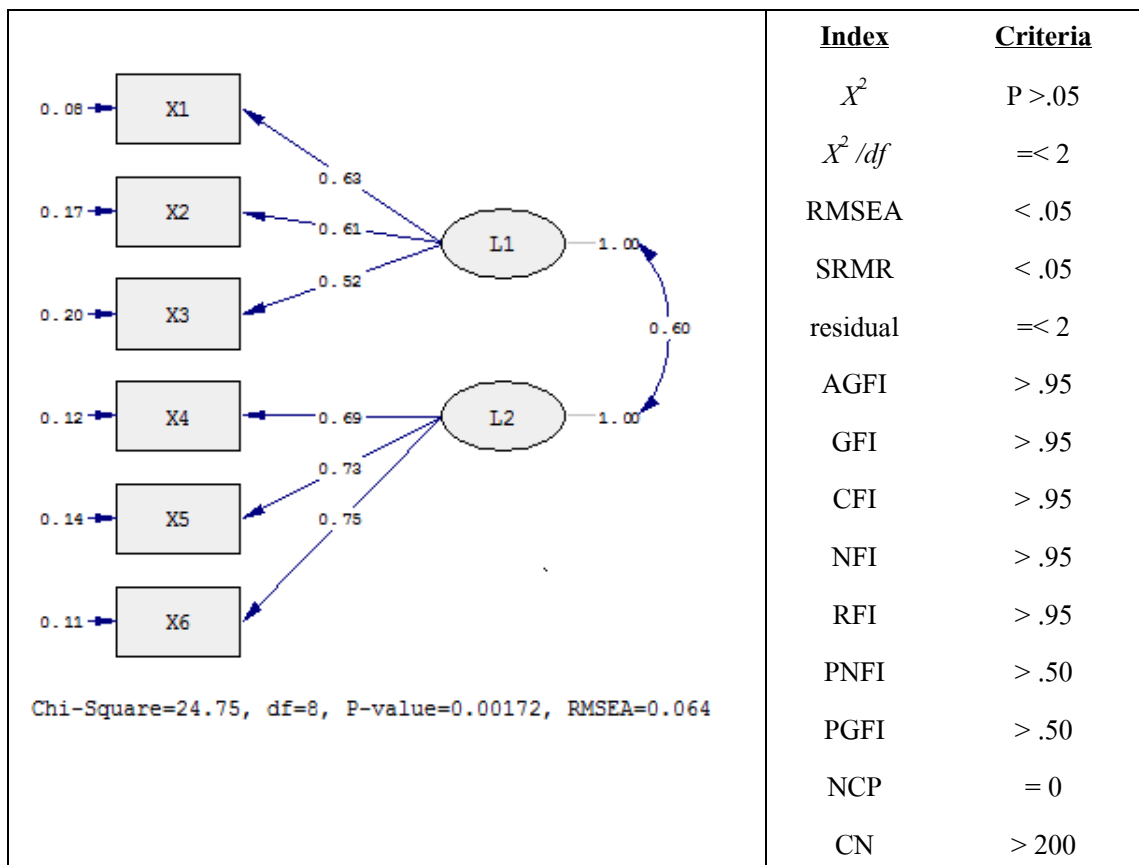 0.08 X1
0.63
0.17 X2
0.61
L1 1.00
0.52
0.20 X3
0.60
0.12 X4
0.69
L2 1.00
0.73
0.14 X5
0.75
0.11 X6
Chi-Square=24.75, df=8, P-value=0.00172, RMSEA=0.064
Index Criteria
X² P >.05
X² /df =< 2
RMSEA < .05
SRMR < .05
residual =< 2
AGFI > .95
GFI > .95
CFI > .95
NFI > .95
RFI > .95
PNFI > .50
PGFI > .50
NCP = 0
CN > 200